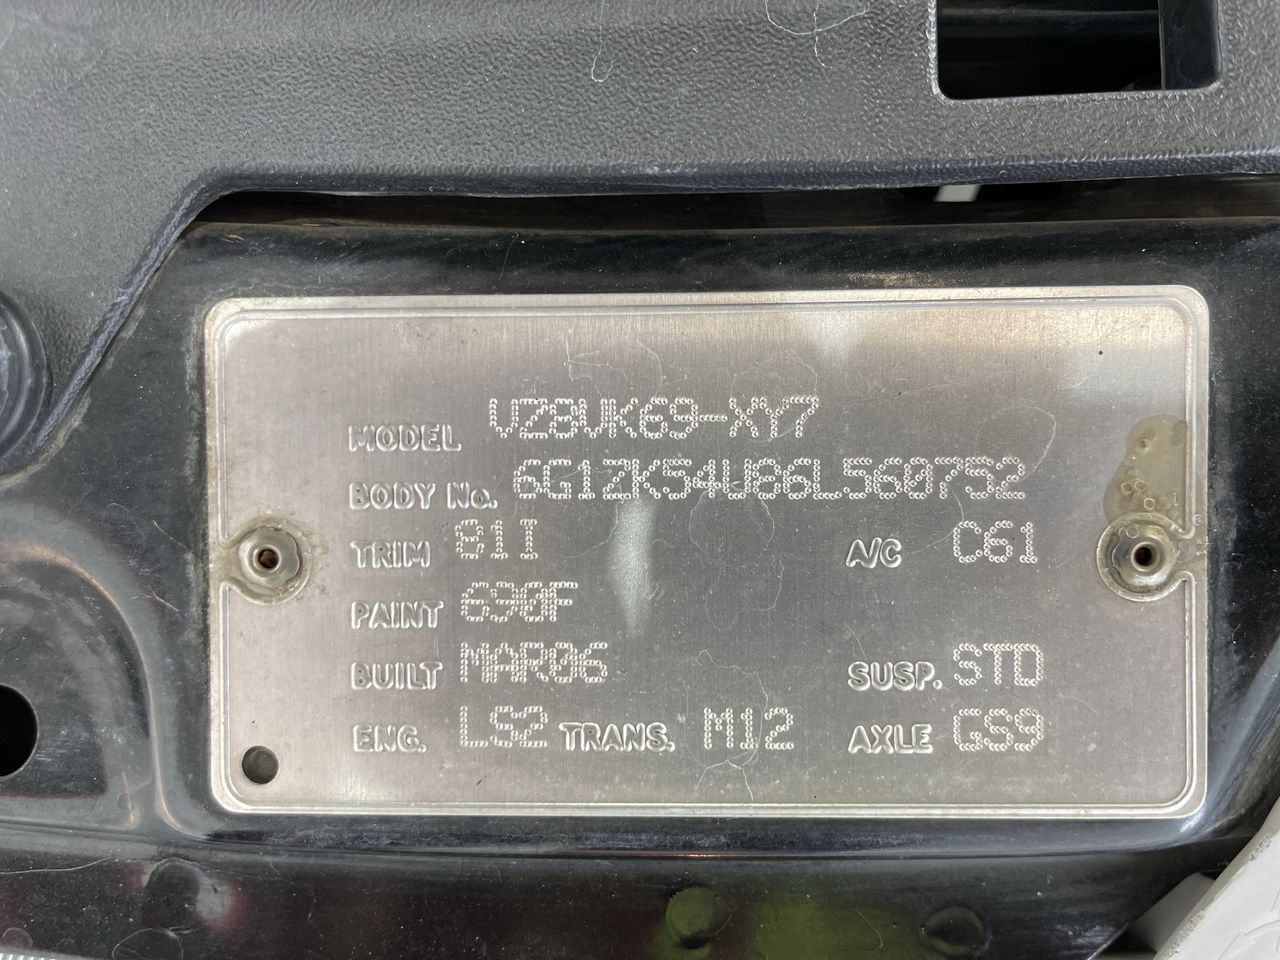 MODEL VZ8VK69-XY7
BODY No. 6G1ZK54W86L560752
TRIM 81I A/C C61
PAINT 690F
BUILT MAR06 SUSP. STD
ENG. LS2 TRANS. M12 AXLE GS9